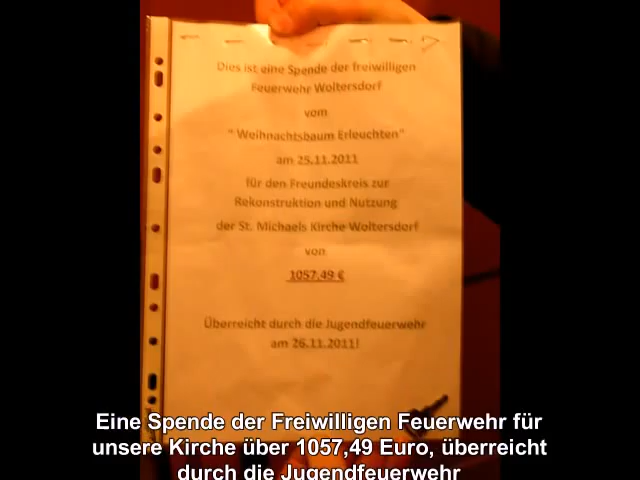 Dies ist eine Spende der freiwilligen
Feuerwehr Woltersdorf
vom
" Weihnachtsbaum Erleuchten"
am 25.11.2011
für den Freundeskreis zur
Rekonstruktion und Nutzung
der St. Michaels Kirche Woltersdorf
von
1057,49 €
Überreicht durch die Jugendfeuerwehr
am 26.11.2011!
Eine Spende der Freiwilligen Feuerwehr für
unsere Kirche über 1057,49 Euro, überreicht
durch die Jugendfeuerwehr